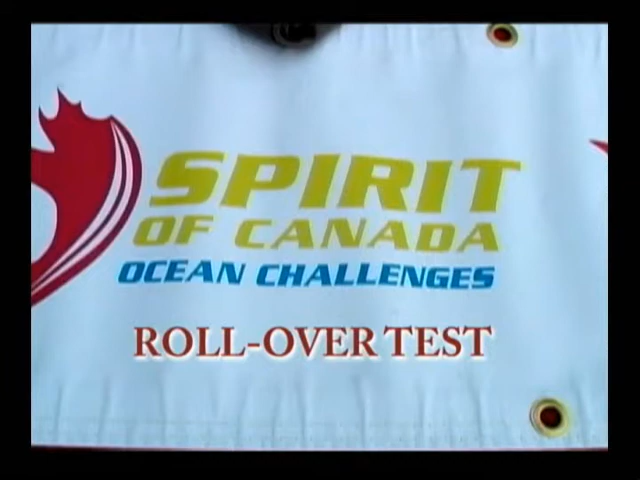 SPIRIT
OF CANADA
OCEAN CHALLENGES
ROLL-OVER TEST